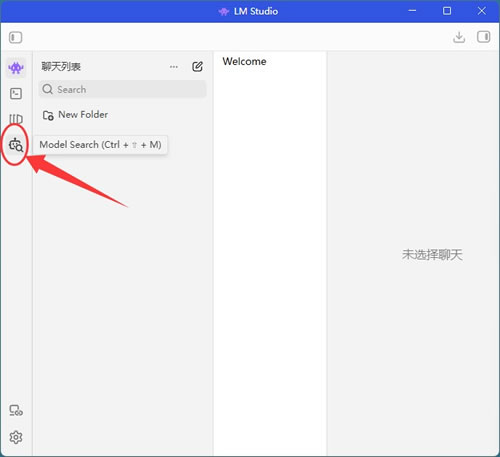 LM Studio
聊天列表
Search
New Folder
Model Search (Ctrl + ⇧ + M)
Welcome
未选择聊天